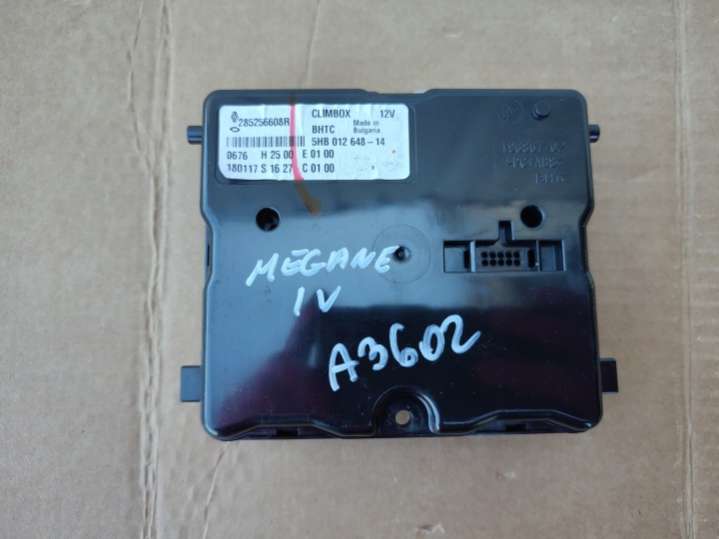 285256608R
CLIMBOX 12V
BHTC Made in Bulgaria
5HB 012 648-14
0676 H 25 00 E 01 00
180117 S 16 27 C 01 00
MEGANE
IV
A3602